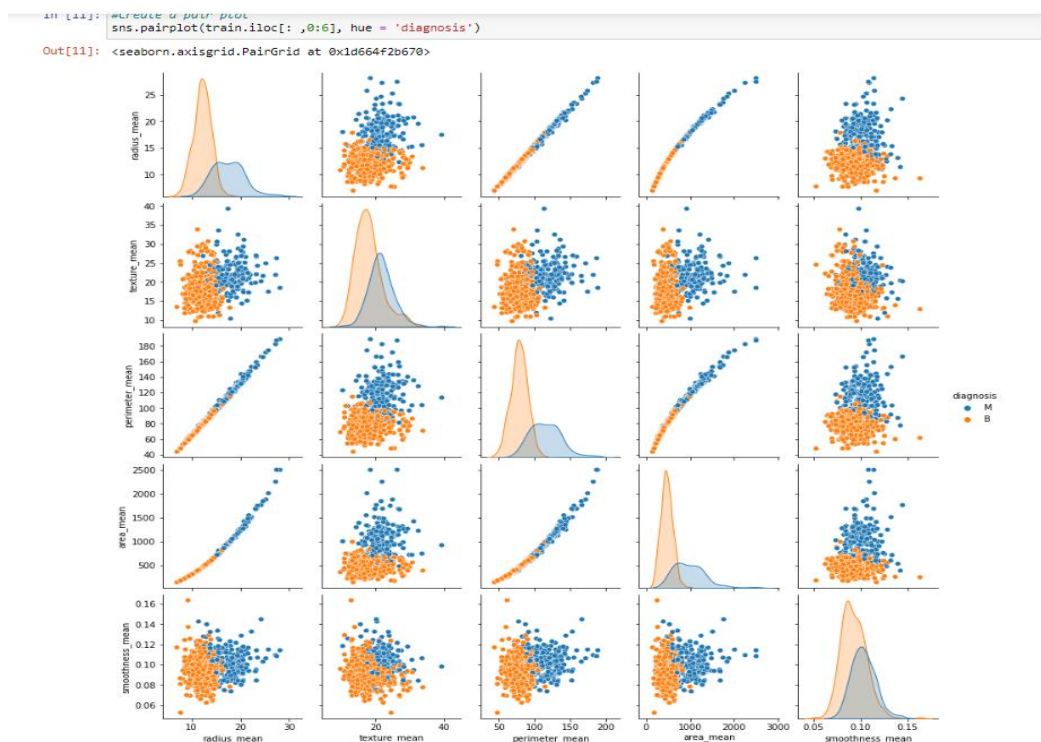 In [11]: #Create a pair plot
sns.pairplot(train.iloc[: ,0:6], hue = 'diagnosis')
Out[11]: <seaborn.axisgrid.PairGrid at 0x1d664f2b670>
radius_mean
25
20
15
10
texture_mean
40
35
30
25
20
15
10
perimeter_mean
180
160
140
120
100
80
60
40
diagnosis
M
B
area_mean
2500
2000
1500
1000
500
smoothness_mean
0.16
0.14
0.12
0.10
0.08
0.06
10 20 30
20 40
50 100 150 200
0 1000 2000 3000
0.05 0.10 0.15
radius_mean texture_mean perimeter_mean area_mean smoothness_mean